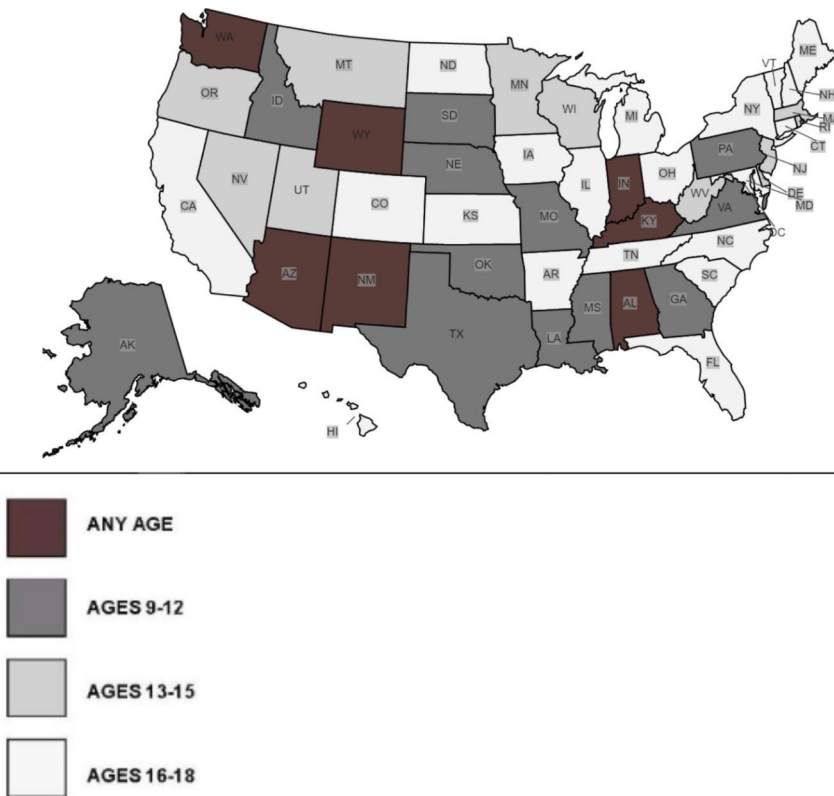 WA
MT
ND
MN
VT
ME
OR
ID
WY
SD
WI
MI
NY
NH
MA
RI
CT
NE
IA
PA
NJ
NV
UT
CO
IL
IN
OH
WV
DE
MD
CA
KS
MO
KY
VA
DC
NC
TN
AZ
NM
OK
AR
SC
MS
AL
GA
AK
TX
LA
FL
HI
ANY AGE
AGES 9-12
AGES 13-15
AGES 16-18